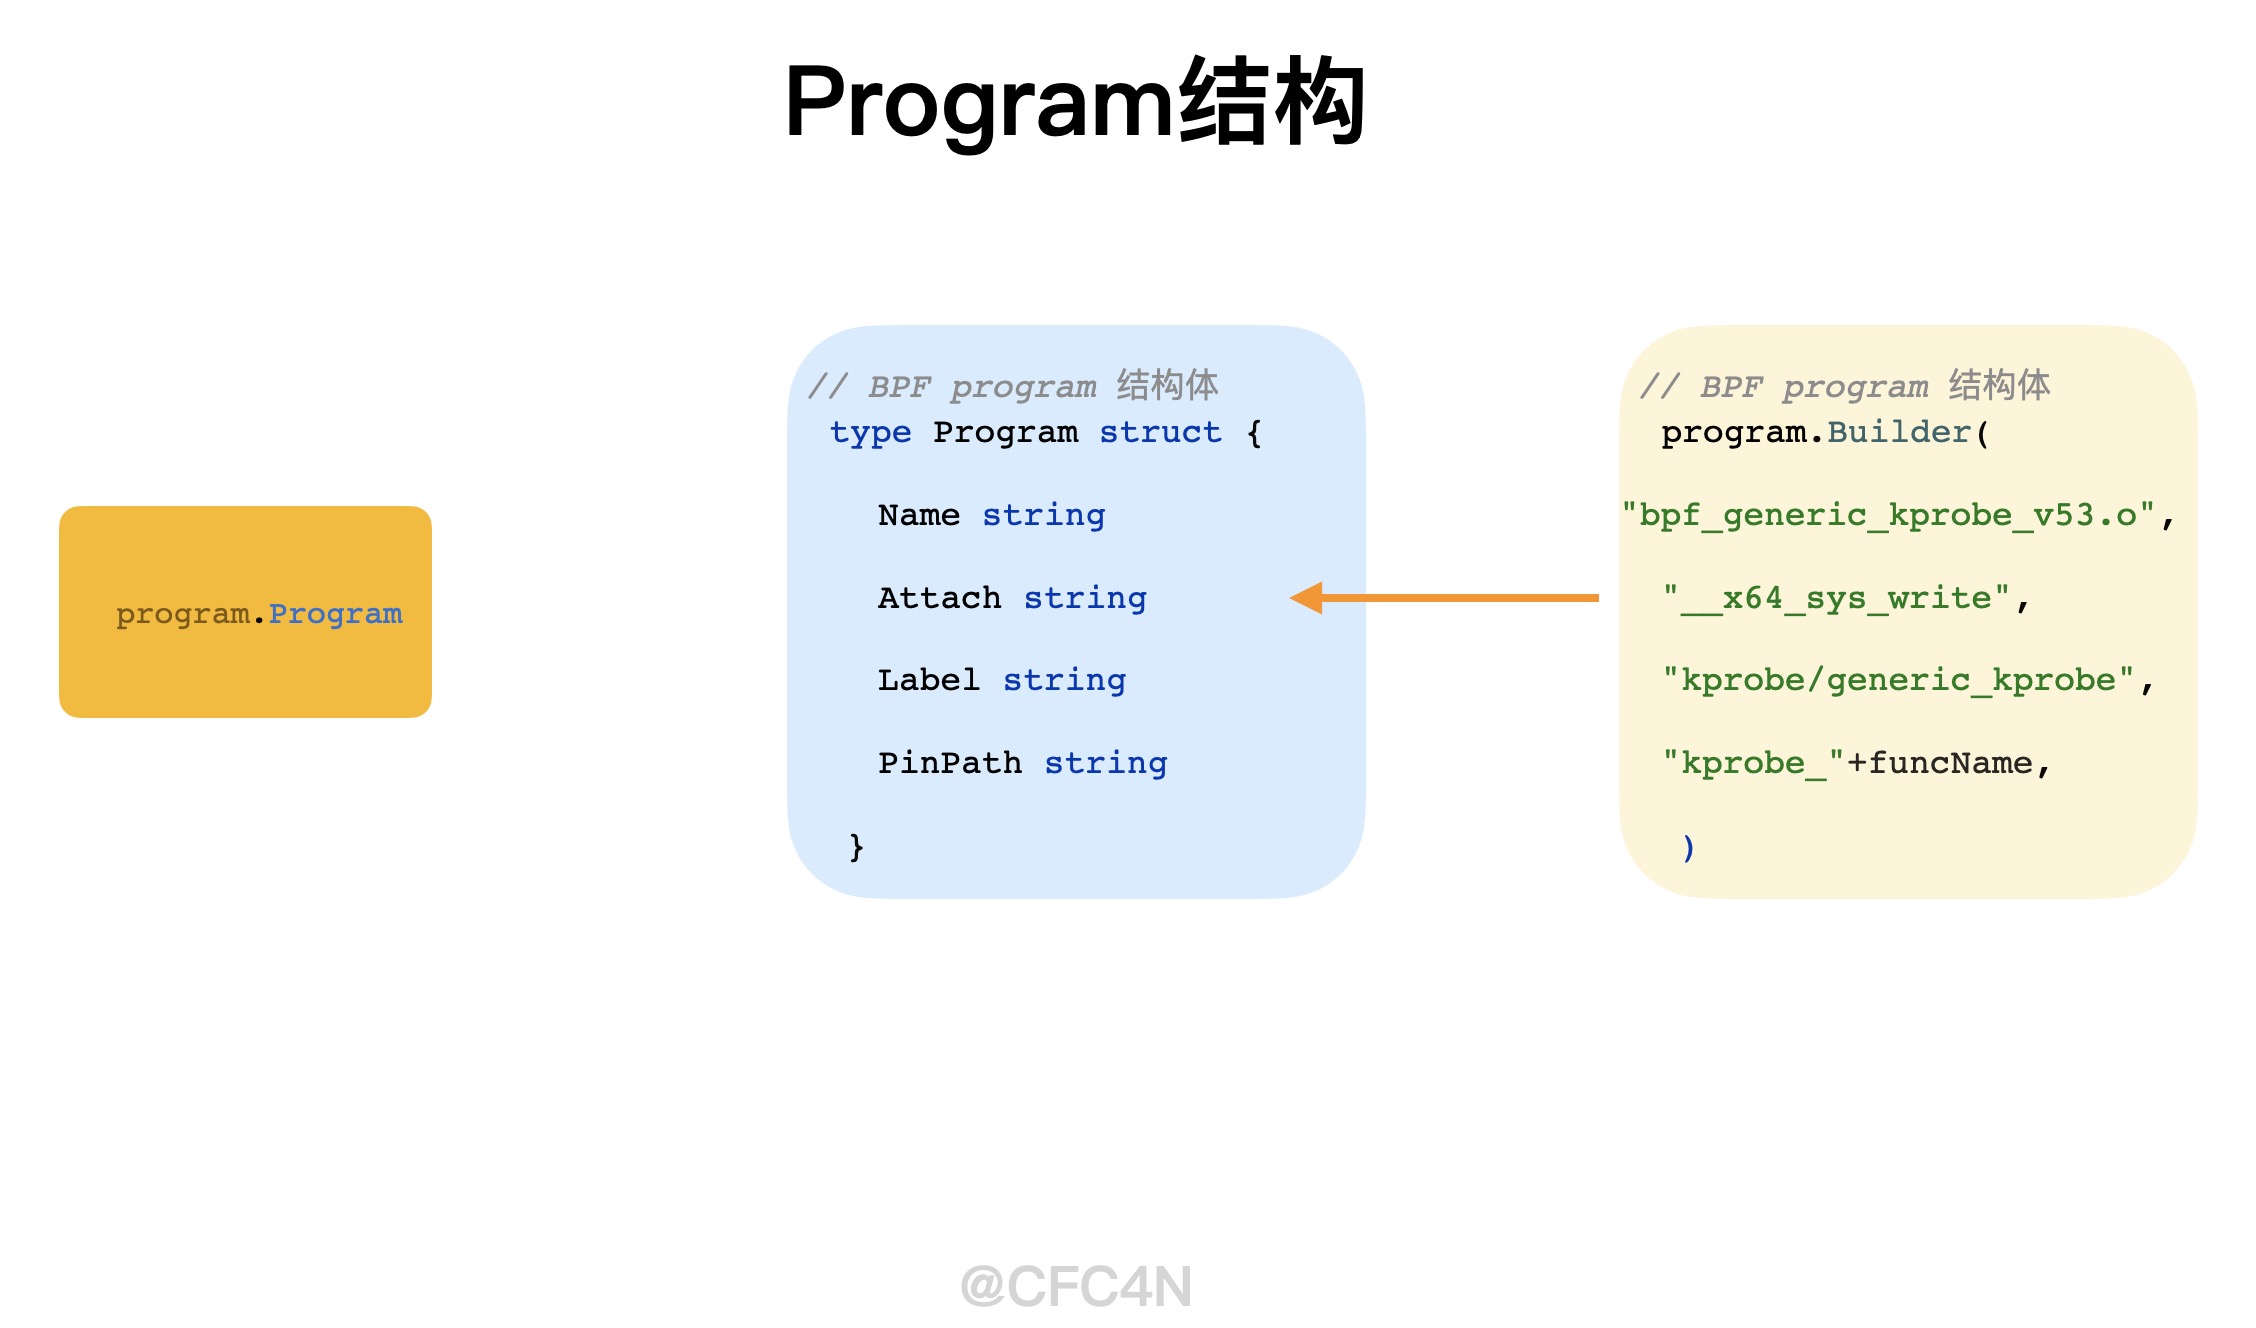 Program结构
program.Program
// BPF program 结构体
type Program struct {
Name string
Attach string
Label string
PinPath string
}
// BPF program 结构体
program.Builder(
"bpf_generic_kprobe_v53.o",
"__x64_sys_write",
"kprobe/generic_kprobe",
"kprobe_"+funcName,
)
@CFC4N